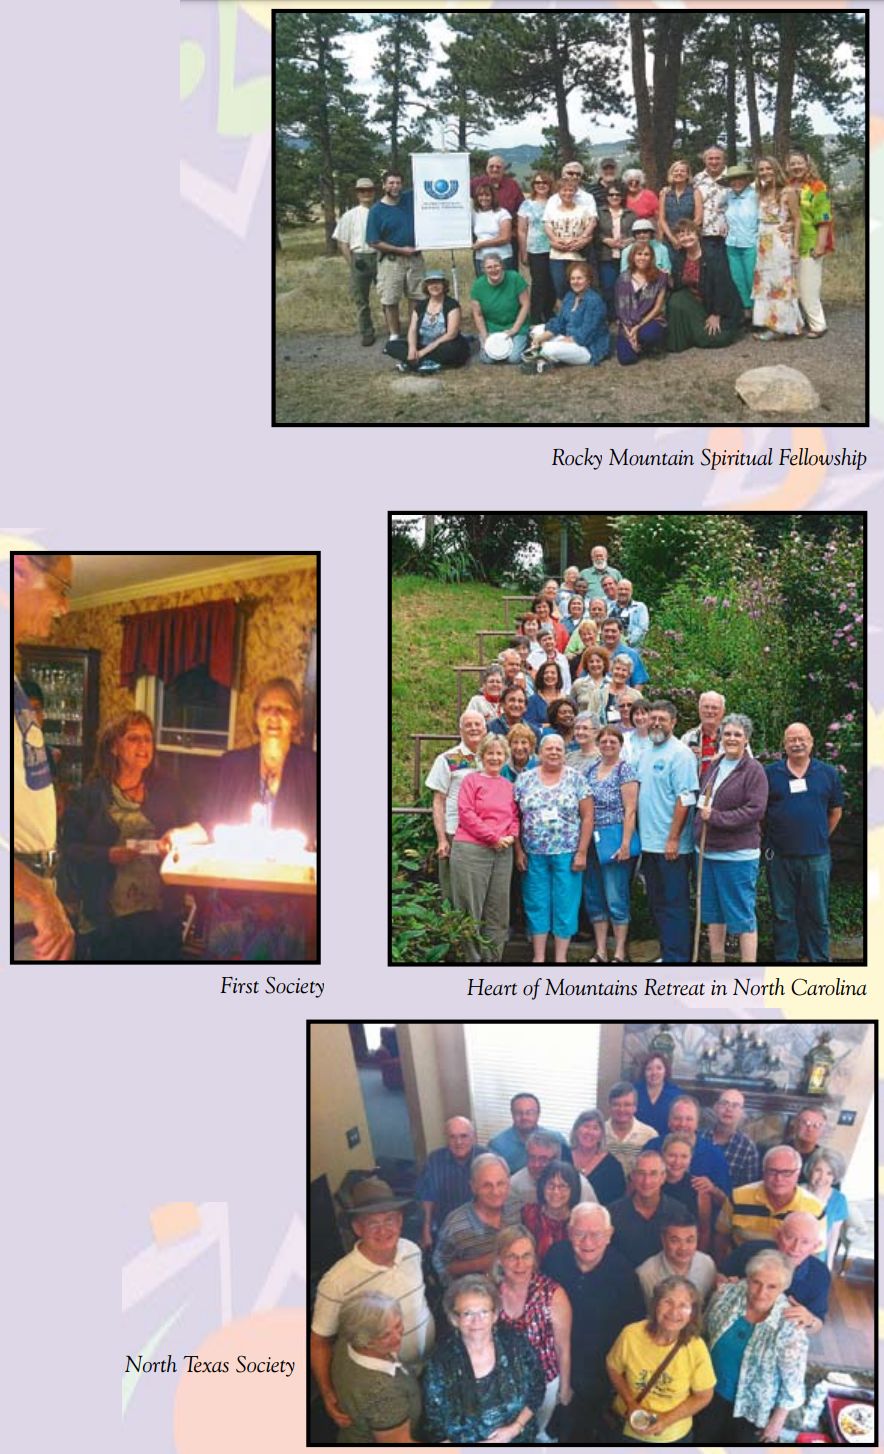 Rocky Mountain Spiritual Fellowship
First Society
Heart of Mountains Retreat in North Carolina
North Texas Society